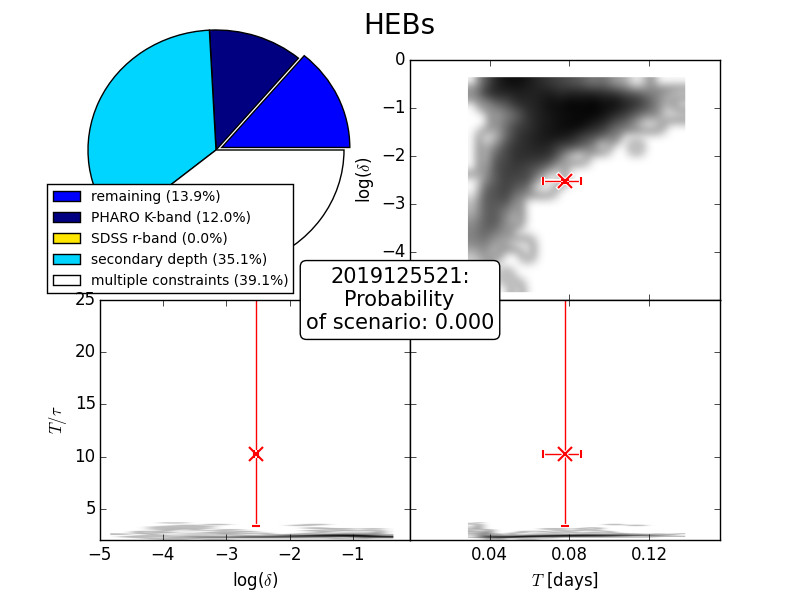 HEBs
remaining (13.9%)
PHARO K-band (12.0%)
SDSS r-band (0.0%)
secondary depth (35.1%)
multiple constraints (39.1%)
0
−1
−2
−3
−4
log(δ)
2019125521:
Probability
of scenario: 0.000
25
20
15
10
5
T/τ
−5 −4 −3 −2 −1
log(δ)
0.04 0.08 0.12
T [days]